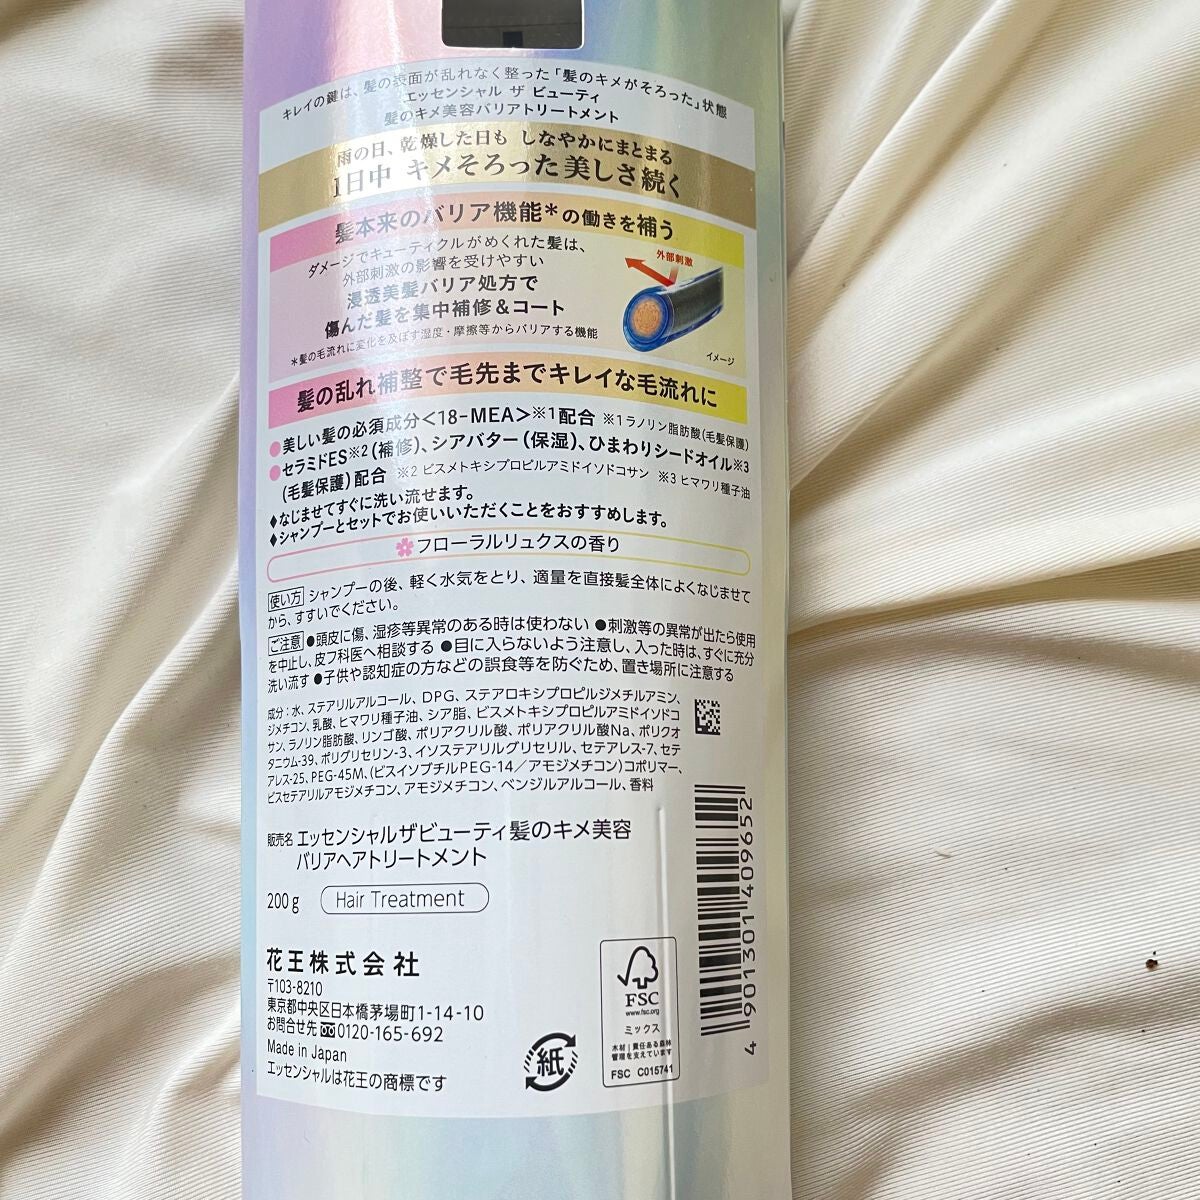 キレイの鍵は、髪の表面が乱れなく整った「髪のキメがそろった」状態
エッセンシャル ザ ビューティ
髪のキメ美容バリアトリートメント
雨の日、乾燥した日も しなやかにまとまる
1日中 キメそろった美しさ続く
髪本来のバリア機能*の働きを補う
ダメージでキューティクルがめくれた髪は、
外部刺激の影響を受けやすい
浸透美髪バリア処方で
傷んだ髪を集中補修&コート
*髪の毛流れに変化を及ぼす湿度・摩擦等からバリアする機能
外部刺激
イメージ
髪の乱れ補整で毛先までキレイな毛流れに
●美しい髪の必須成分<18-MEA>※1配合 ※1 ラノリン脂肪酸(毛髪保護)
●セラミドES※2(補修)、シアバター(保湿)、ひまわりシードオイル※3
(毛髪保護)配合 ※2 ビスメトキシプロピルアミドイソドコサン ※3 ヒマワリ種子油
♦なじませてすぐに洗い流せます。
♦シャンプーとセットでお使いいただくことをおすすめします。
フローラルリュクスの香り
使い方 シャンプーの後、軽く水気をとり、適量を直接髪全体によくなじませて
から、すすいでください。
ご注意 ●頭皮に傷、湿疹等異常のある時は使わない ●刺激等の異常が出たら使用
を中止し、皮フ科医へ相談する ●目に入らないよう注意し、入った時は、すぐに充分
洗い流す ●子供や認知症の方などの誤食等を防ぐため、置き場所に注意する
成分:水、ステアリルアルコール、DPG、ステアロキシプロピルジメチルアミン、
ジメチコン、乳酸、ヒマワリ種子油、シア脂、ビスメトキシプロピルアミドイソドコ
サン、ラノリン脂肪酸、リンゴ酸、ポリアクリル酸、ポリアクリル酸Na、ポリクオ
タニウム-39、ポリグリセリン-3、イソステアリルグリセリル、セテアレス-7、セテ
アレス-25、PEG-45M、(ビスイソブチルPEG-14/アモジメチコン)コポリマー、
ビスセテアリルアモジメチコン、アモジメチコン、ベンジルアルコール、香料
販売名 エッセンシャルザビューティ髪のキメ美容
バリアヘアトリートメント
200g Hair Treatment
花王株式会社
〒103-8210
東京都中央区日本橋茅場町1-14-10
お問合せ先 0120-165-692
Made in Japan
エッセンシャルは花王の商標です
紙
FSC
www.fsc.org
ミックス
木材|責任ある森林
管理を支えています
FSC C015741
4 901301 409652